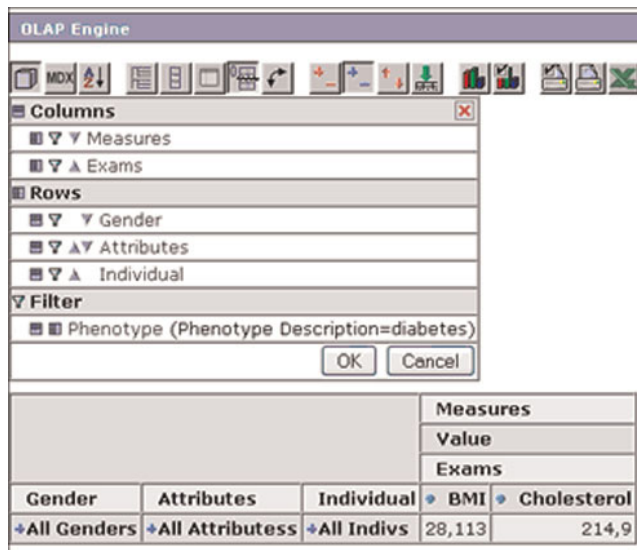 OLAP Engine
MDX
Columns
Measures
Exams
Rows
Gender
Attributes
Individual
Filter
Phenotype (Phenotype Description=diabetes)
OK Cancel
Measures
Value
Exams
Gender Attributes Individual BMI Cholesterol
All Genders All Attributess All Indivs 28,113 214,9